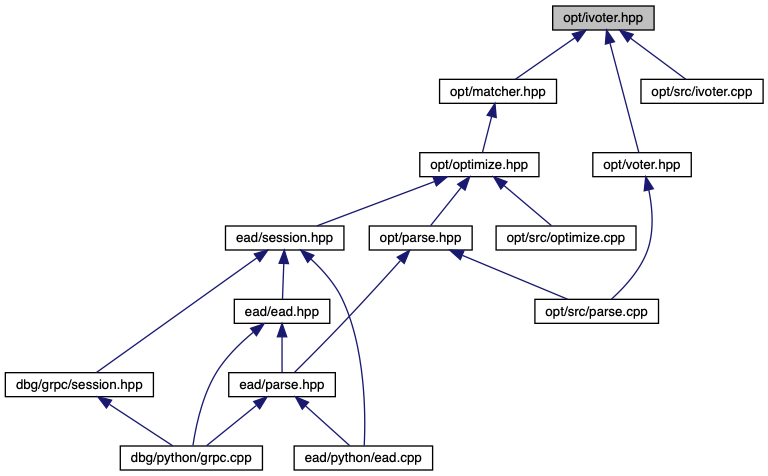 opt/ivoter.hpp
opt/matcher.hpp
opt/src/ivoter.cpp
opt/optimize.hpp
opt/voter.hpp
ead/session.hpp
opt/parse.hpp
opt/src/optimize.cpp
ead/ead.hpp
opt/src/parse.cpp
dbg/grpc/session.hpp
ead/parse.hpp
dbg/python/grpc.cpp
ead/python/ead.cpp